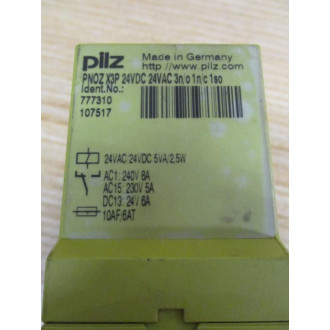 pilz
Made in Germany
www.pilz.com
PNOZ X3P 24VDC 24VAC 3n/o 1n/c 1so
Ident.No.:
777310
107517
24VAC/24VDC 5VA/2,5W
AC1: 240V 8A
AC15: 230V 5A
DC13: 24V 6A
10AF/6AT